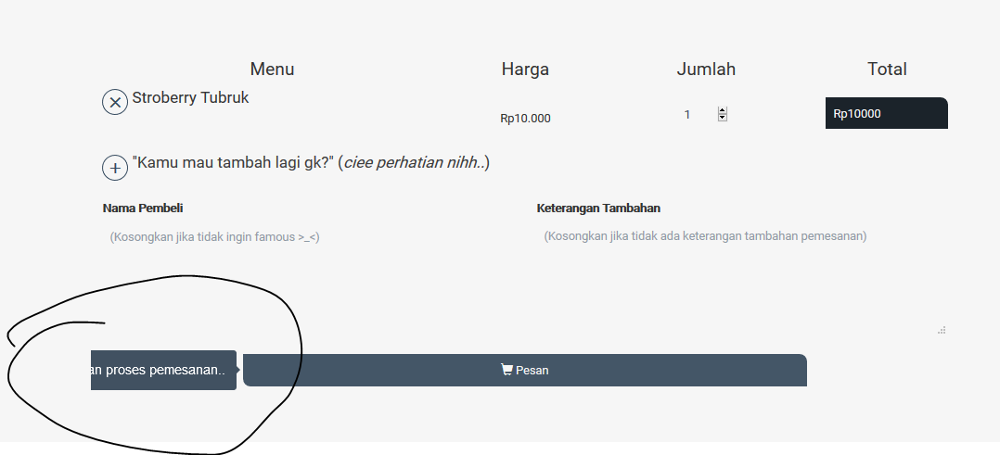 Menu Harga Jumlah Total
Stroberry Tubruk
Rp10.000 1 Rp10000
"Kamu mau tambah lagi gk?" (ciee perhatian nihh..)
Nama Pembeli Keterangan Tambahan
(Kosongkan jika tidak ingin famous >_<) (Kosongkan jika tidak ada keterangan tambahan pemesanan)
an proses pemesanan.. Pesan